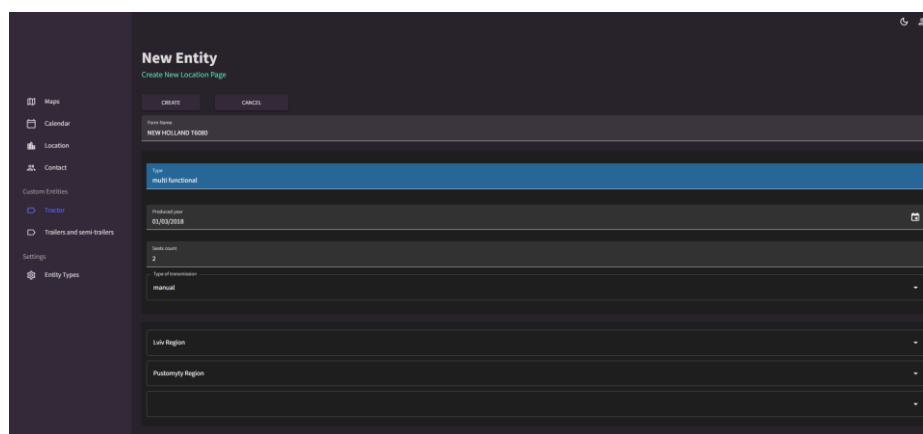 New Entity
Create New Location Page
Maps
Calendar
Location
Contact
Custom Entities
Tractor
Trailers and semi-trailers
Settings
Entity Types
CREATE
CANCEL
Form Name
NEW HOLLAND T6080
Type
multi functional
Produced year
01/03/2018
Seats count
2
Type of transmission
manual
Lviv Region
Pustomyty Region